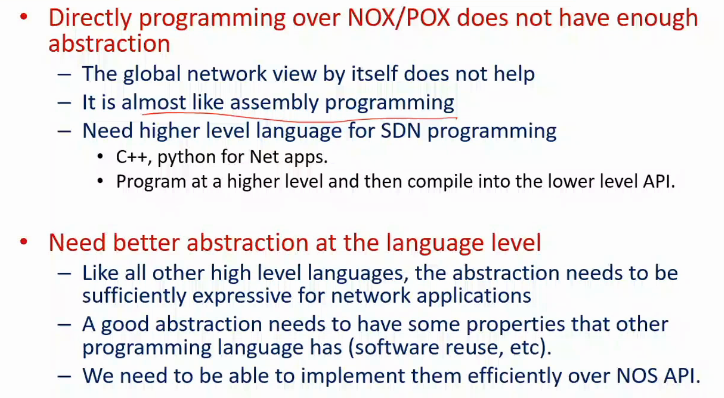 • Directly programming over NOX/POX does not have enough
abstraction
– The global network view by itself does not help
– It is almost like assembly programming
– Need higher level language for SDN programming
• C++, python for Net apps.
• Program at a higher level and then compile into the lower level API.
• Need better abstraction at the language level
– Like all other high level languages, the abstraction needs to be
sufficiently expressive for network applications
– A good abstraction needs to have some properties that other
programming language has (software reuse, etc).
– We need to be able to implement them efficiently over NOS API.